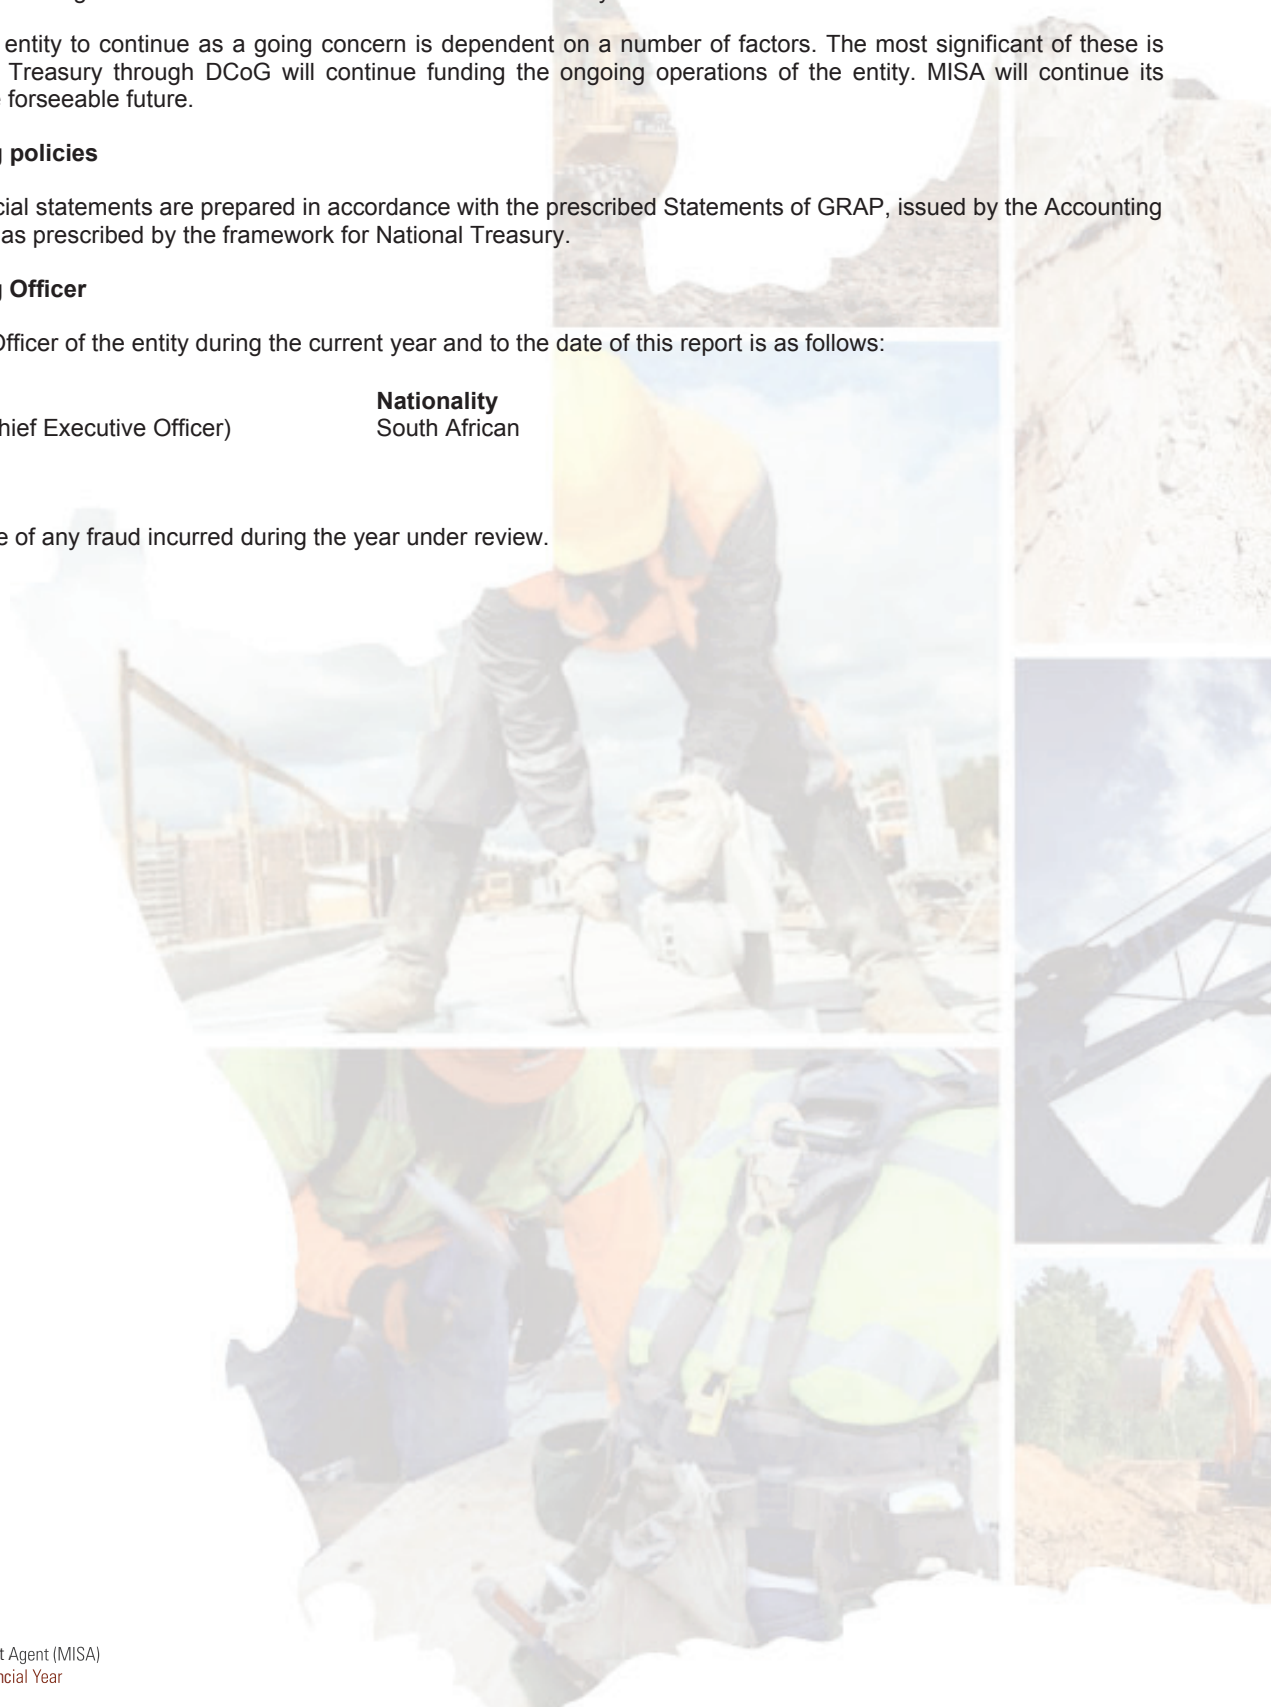 entity to continue as a going concern is dependent on a number of factors. The most significant of these is
Treasury through DCoG will continue funding the ongoing operations of the entity. MISA will continue its
forseeable future.
policies
cial statements are prepared in accordance with the prescribed Statements of GRAP, issued by the Accounting
as prescribed by the framework for National Treasury.
Officer
Officer of the entity during the current year and to the date of this report is as follows:
Nationality
hief Executive Officer) South African
e of any fraud incurred during the year under review.
t Agent (MISA)
ncial Year